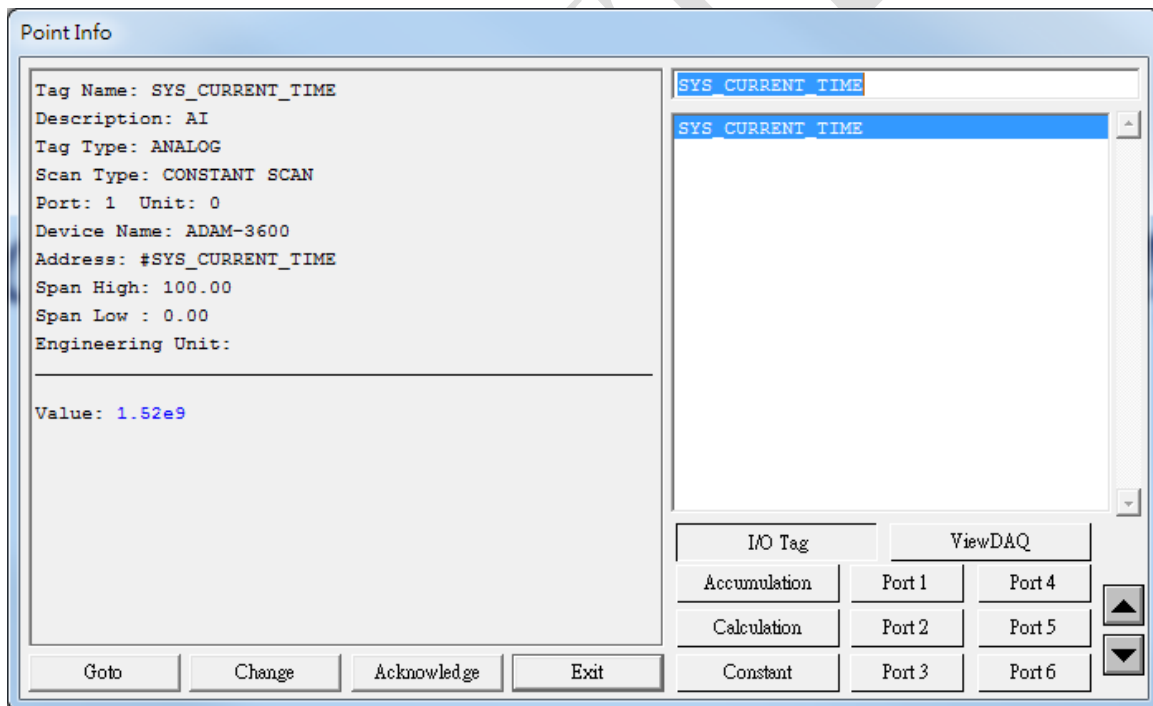 Point Info
Tag Name: SYS_CURRENT_TIME
Description: AI
Tag Type: ANALOG
Scan Type: CONSTANT SCAN
Port: 1  Unit: 0
Device Name: ADAM-3600
Address: #SYS_CURRENT_TIME
Span High: 100.00
Span Low : 0.00
Engineering Unit:
Value: 1.52e9
Goto Change Acknowledge Exit
SYS_CURRENT_TIME
SYS_CURRENT_TIME
I/O Tag ViewDAQ
Accumulation Port 1 Port 4
Calculation Port 2 Port 5
Constant Port 3 Port 6